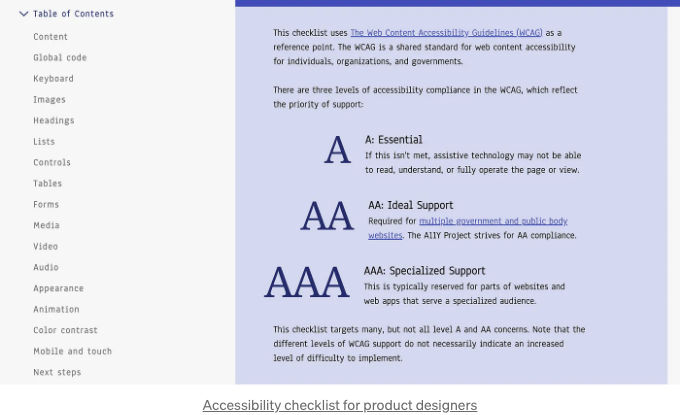 Table of Contents
Content
Global code
Keyboard
Images
Headings
Lists
Controls
Tables
Forms
Media
Video
Audio
Appearance
Animation
Color contrast
Mobile and touch
Next steps
This checklist uses The Web Content Accessibility Guidelines (WCAG) as a
reference point. The WCAG is a shared standard for web content accessibility
for individuals, organizations, and governments.
There are three levels of accessibility compliance in the WCAG, which reflect
the priority of support:
A
A: Essential
If this isn't met, assistive technology may not be able
to read, understand, or fully operate the page or view.
AA
AA: Ideal Support
Required for multiple government and public body
websites. The A11Y Project strives for AA compliance.
AAA
AAA: Specialized Support
This is typically reserved for parts of websites and
web apps that serve a specialized audience.
This checklist targets many, but not all level A and AA concerns. Note that the
different levels of WCAG support do not necessarily indicate an increased
level of difficulty to implement.
Accessibility checklist for product designers